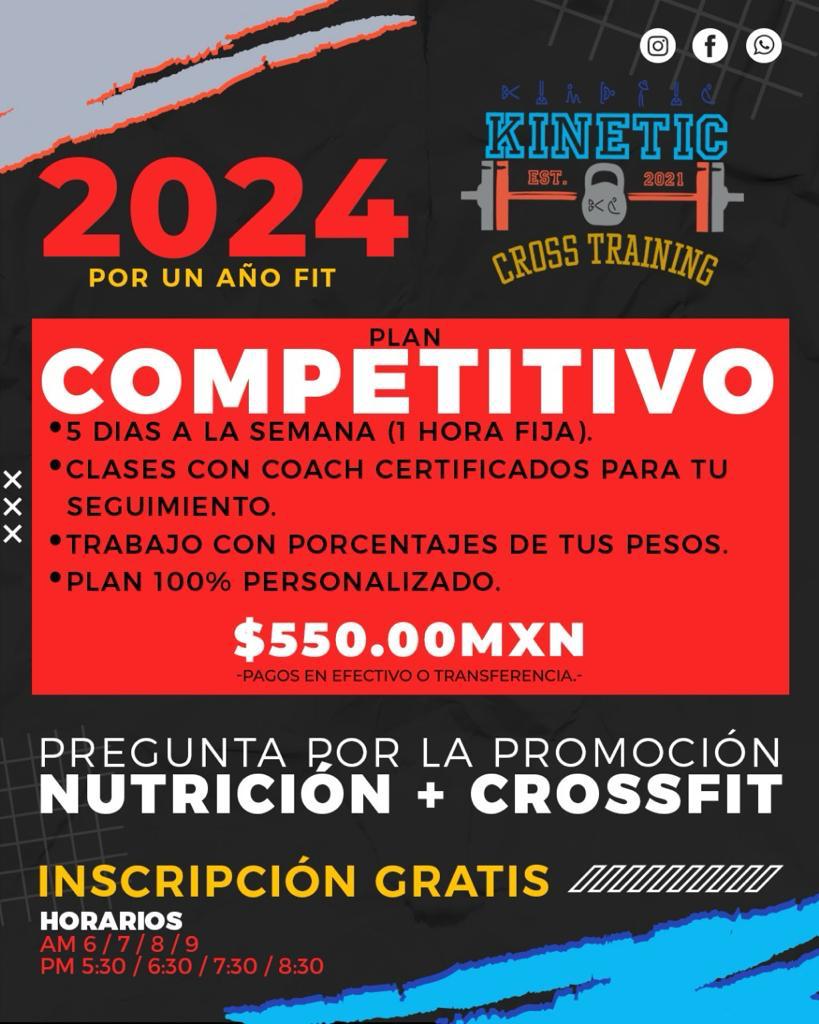 2024
POR UN AÑO FIT
KINETIC
EST. 2021
CROSS TRAINING
PLAN
COMPETITIVO
•5 DIAS A LA SEMANA (1 HORA FIJA).
•CLASES CON COACH CERTIFICADOS PARA TU
SEGUIMIENTO.
•TRABAJO CON PORCENTAJES DE TUS PESOS.
•PLAN 100% PERSONALIZADO.
$550.00MXN
-PAGOS EN EFECTIVO O TRANSFERENCIA.-
PREGUNTA POR LA PROMOCIÓN
NUTRICIÓN + CROSSFIT
INSCRIPCIÓN GRATIS
HORARIOS
AM 6 / 7 / 8 / 9
PM 5:30 / 6:30 / 7:30 / 8:30